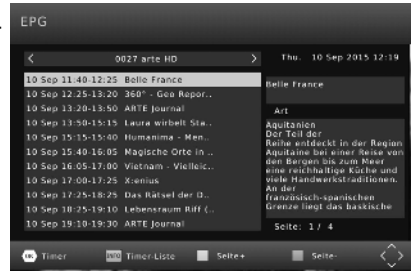 EPG
0027 arte HD
Thu. 10 Sep 2015 12:19
10 Sep 11:40-12:25 Belle France
10 Sep 12:25-13:20 360° - Geo Repor..
10 Sep 13:20-13:50 ARTE Journal
10 Sep 13:50-15:15 Laura wirbelt Sta..
10 Sep 15:15-15:40 Humanima - Men..
10 Sep 15:40-16:05 Magische Orte in ..
10 Sep 16:05-17:00 Vietnam - Vielleic..
10 Sep 17:00-17:25 X:enius
10 Sep 17:25-18:25 Das Rätsel der D..
10 Sep 18:25-19:10 Lebensraum Riff (..
10 Sep 19:10-19:30 ARTE Journal
Belle France
Art
Aquitanien
Der Teil der
Reihe entdeckt in der Region
Aquitaine bei einer Reise von
den Bergen bis zum Meer
eine reichhaltige Küche und
viele Handwerkstraditionen.
An der
französisch-spanischen
Grenze liegt das baskische
Seite: 1/ 4
OK Timer
INFO Timer-Liste
Seite+
Seite-